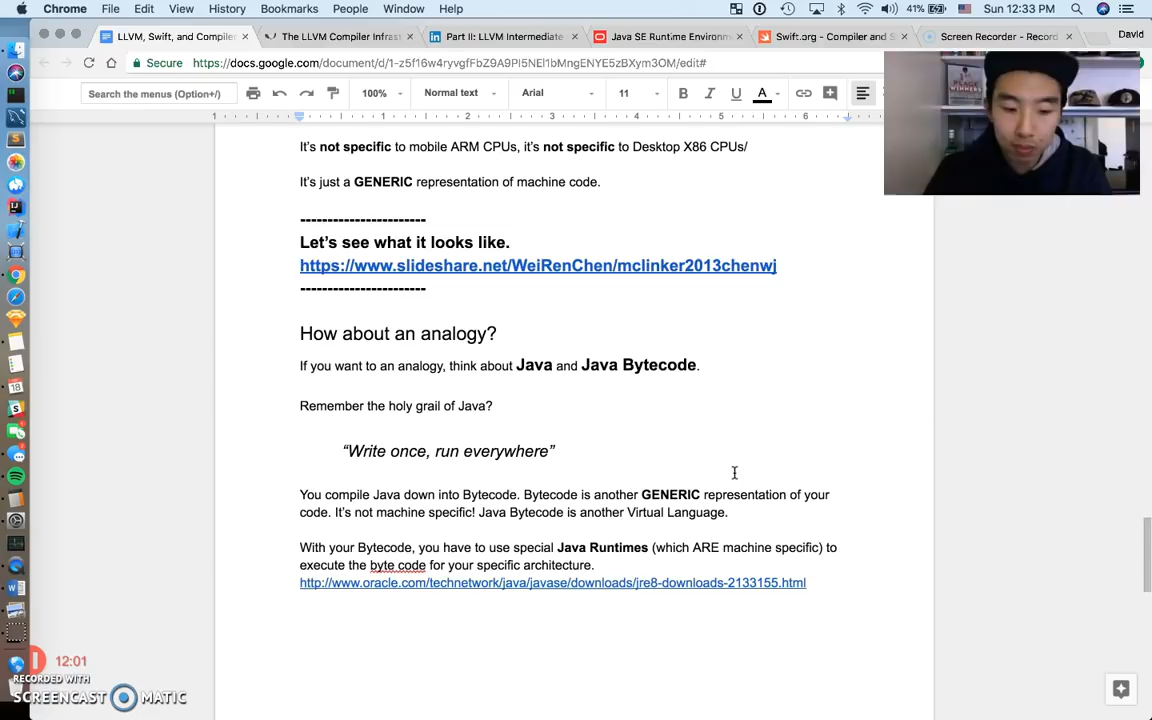 Chrome File Edit View History Bookmarks People Window Help 41% Sun 12:33 PM
LLVM, Swift, and Compiler × The LLVM Compiler Infrast × Part II: LLVM Intermediate × Java SE Runtime Environm × Swift.org - Compiler and S × Screen Recorder - Record × David
Secure https://docs.google.com/document/d/1-z5f16w4ryvgfFbZ9A9PI5NEl1bMngENYE5zBXym3OM/edit#
Search the menus (Option+/) 100% Normal text Arial 11 B I U A
1 1 2 3 4 5 6
It's not specific to mobile ARM CPUs, it's not specific to Desktop X86 CPUs/
It's just a GENERIC representation of machine code.
-----------------------
Let's see what it looks like.
https://www.slideshare.net/WeiRenChen/mclinker2013chenwj
-----------------------
How about an analogy?
If you want to an analogy, think about Java and Java Bytecode.
Remember the holy grail of Java?
“Write once, run everywhere”
You compile Java down into Bytecode. Bytecode is another GENERIC representation of your
code. It's not machine specific! Java Bytecode is another Virtual Language.
With your Bytecode, you have to use special Java Runtimes (which ARE machine specific) to
execute the byte code for your specific architecture.
http://www.oracle.com/technetwork/java/javase/downloads/jre8-downloads-2133155.html
12:01
RECORDED WITH
SCREENCAST MATIC